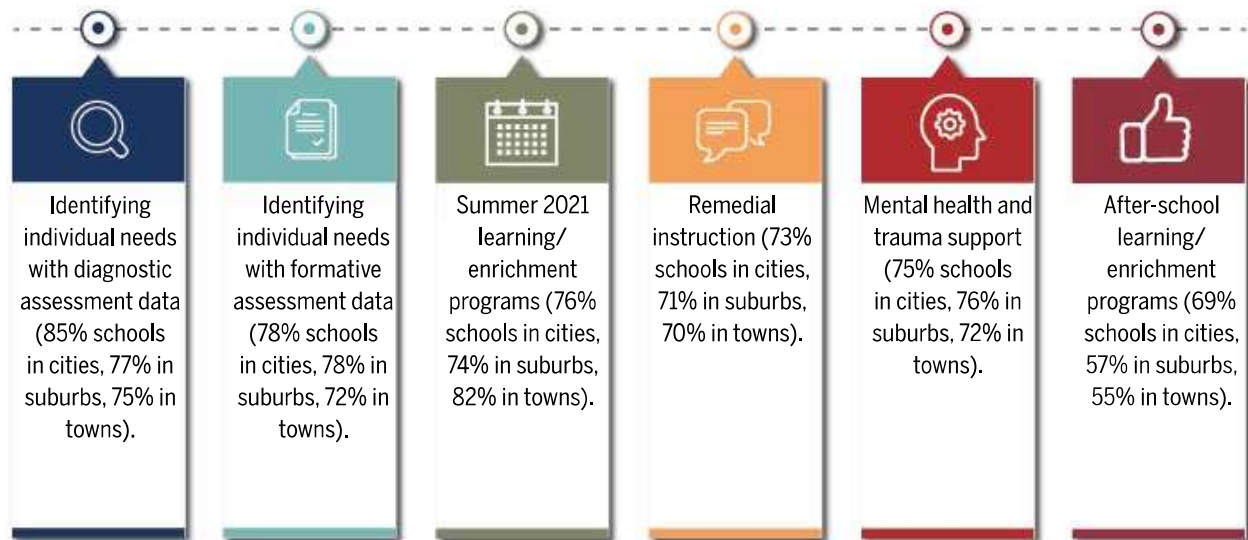 Identifying
individual needs
with diagnostic
assessment data
(85% schools
in cities, 77% in
suburbs, 75% in
towns).
Identifying
individual needs
with formative
assessment data
(78% schools
in cities, 78% in
suburbs, 72% in
towns).
Summer 2021
learning/
enrichment
programs (76%
schools in cities,
74% in suburbs,
82% in towns).
Remedial
instruction (73%
schools in cities,
71% in suburbs,
70% in towns).
Mental health and
trauma support
(75% schools
in cities, 76% in
suburbs, 72% in
towns).
After-school
learning/
enrichment
programs (69%
schools in cities,
57% in suburbs,
55% in towns).